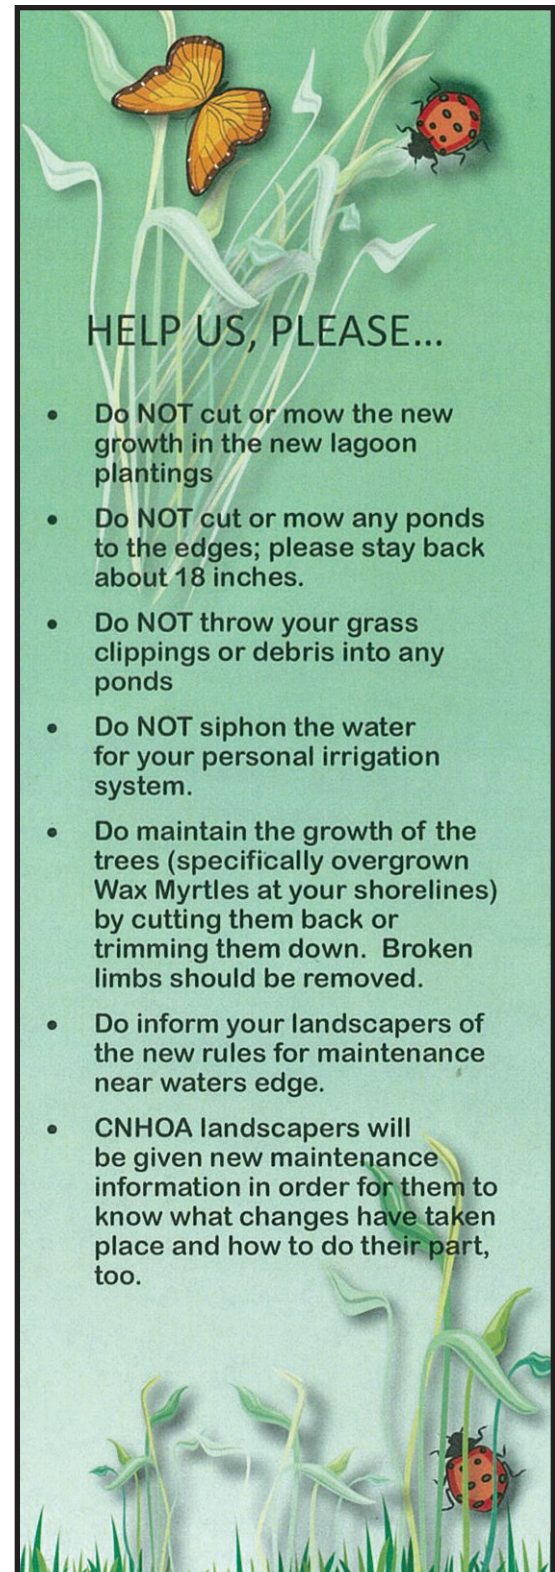 HELP US, PLEASE...
• Do NOT cut or mow the new
growth in the new lagoon
plantings
• Do NOT cut or mow any ponds
to the edges; please stay back
about 18 inches.
• Do NOT throw your grass
clippings or debris into any
ponds
• Do NOT siphon the water
for your personal irrigation
system.
• Do maintain the growth of the
trees (specifically overgrown
Wax Myrtles at your shorelines)
by cutting them back or
trimming them down.  Broken
limbs should be removed.
• Do inform your landscapers of
the new rules for maintenance
near waters edge.
• CNHOA landscapers will
be given new maintenance
information in order for them to
know what changes have taken
place and how to do their part,
too.